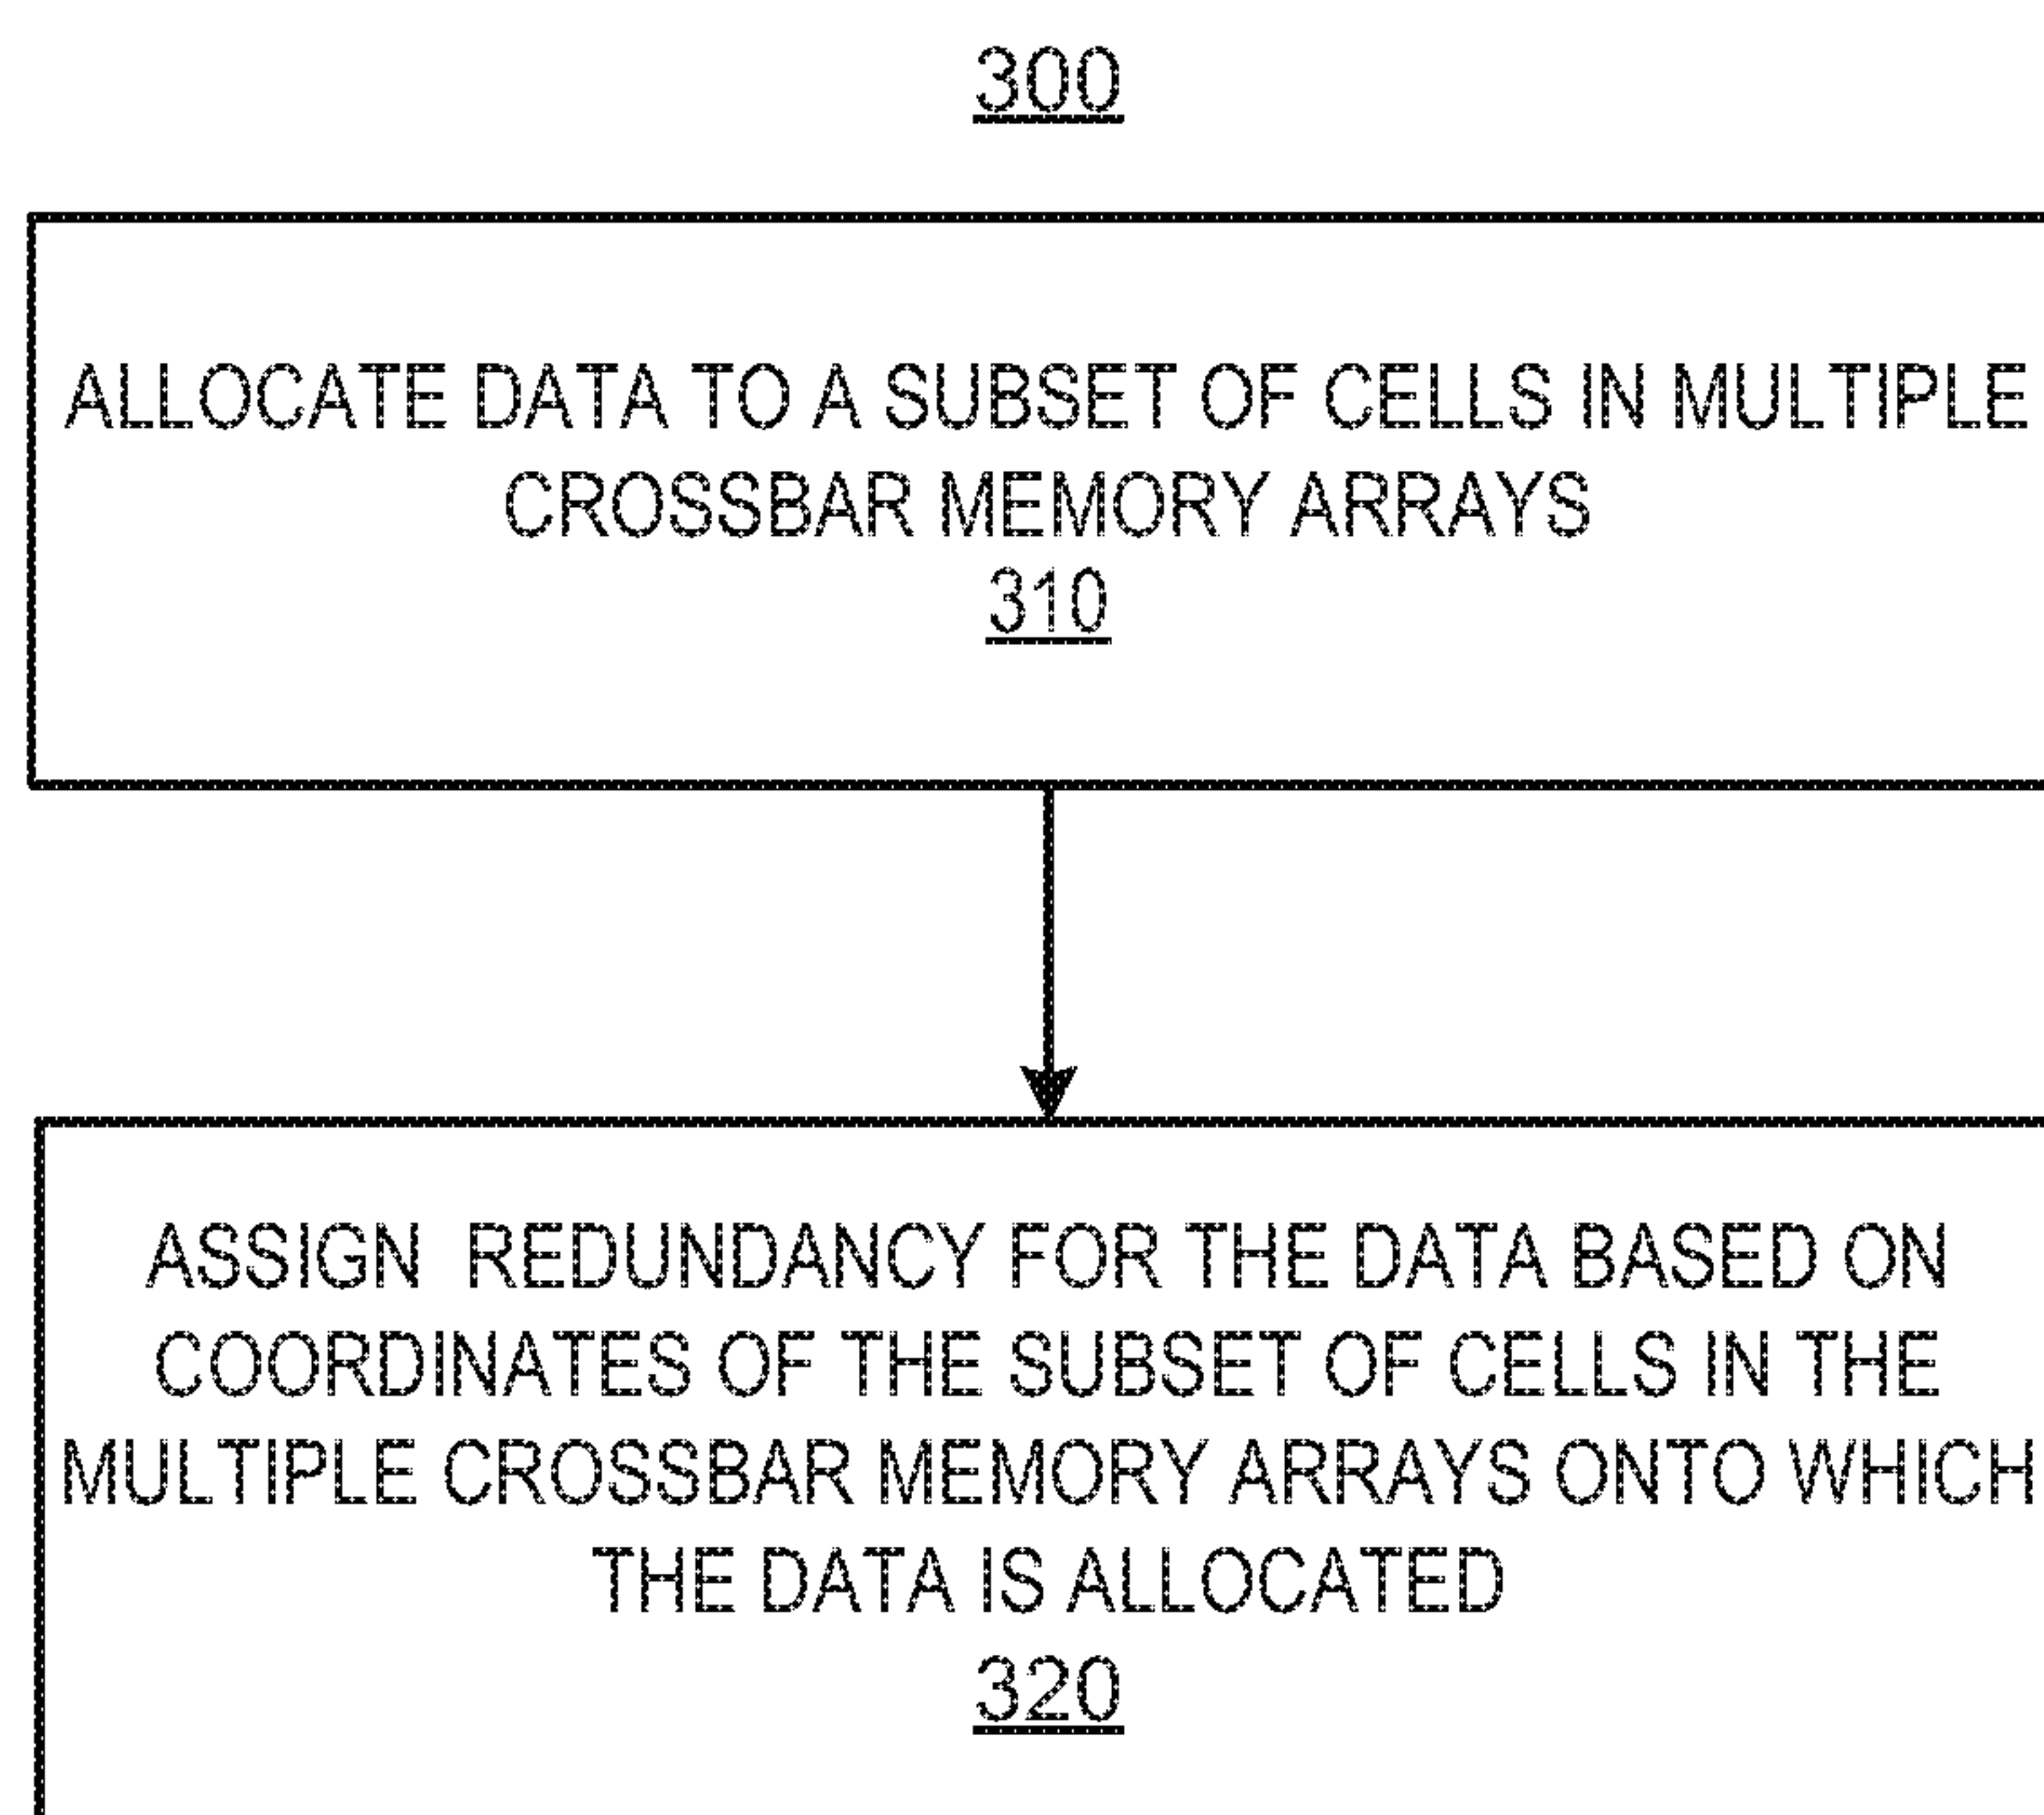 300
ALLOCATE DATA TO A SUBSET OF CELLS IN MULTIPLE
CROSSBAR MEMORY ARRAYS
310
ASSIGN REDUNDANCY FOR THE DATA BASED ON
COORDINATES OF THE SUBSET OF CELLS IN THE
MULTIPLE CROSSBAR MEMORY ARRAYS ONTO WHICH
THE DATA IS ALLOCATED
320